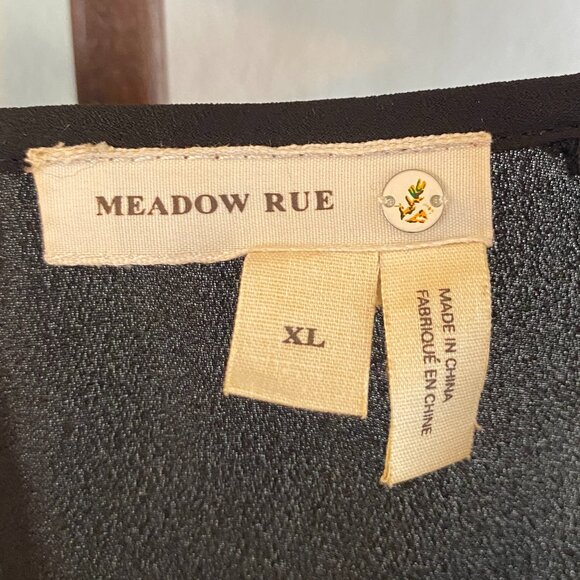 MEADOW RUE
XL
MADE IN CHINA
FABRIQUÉ EN CHINE